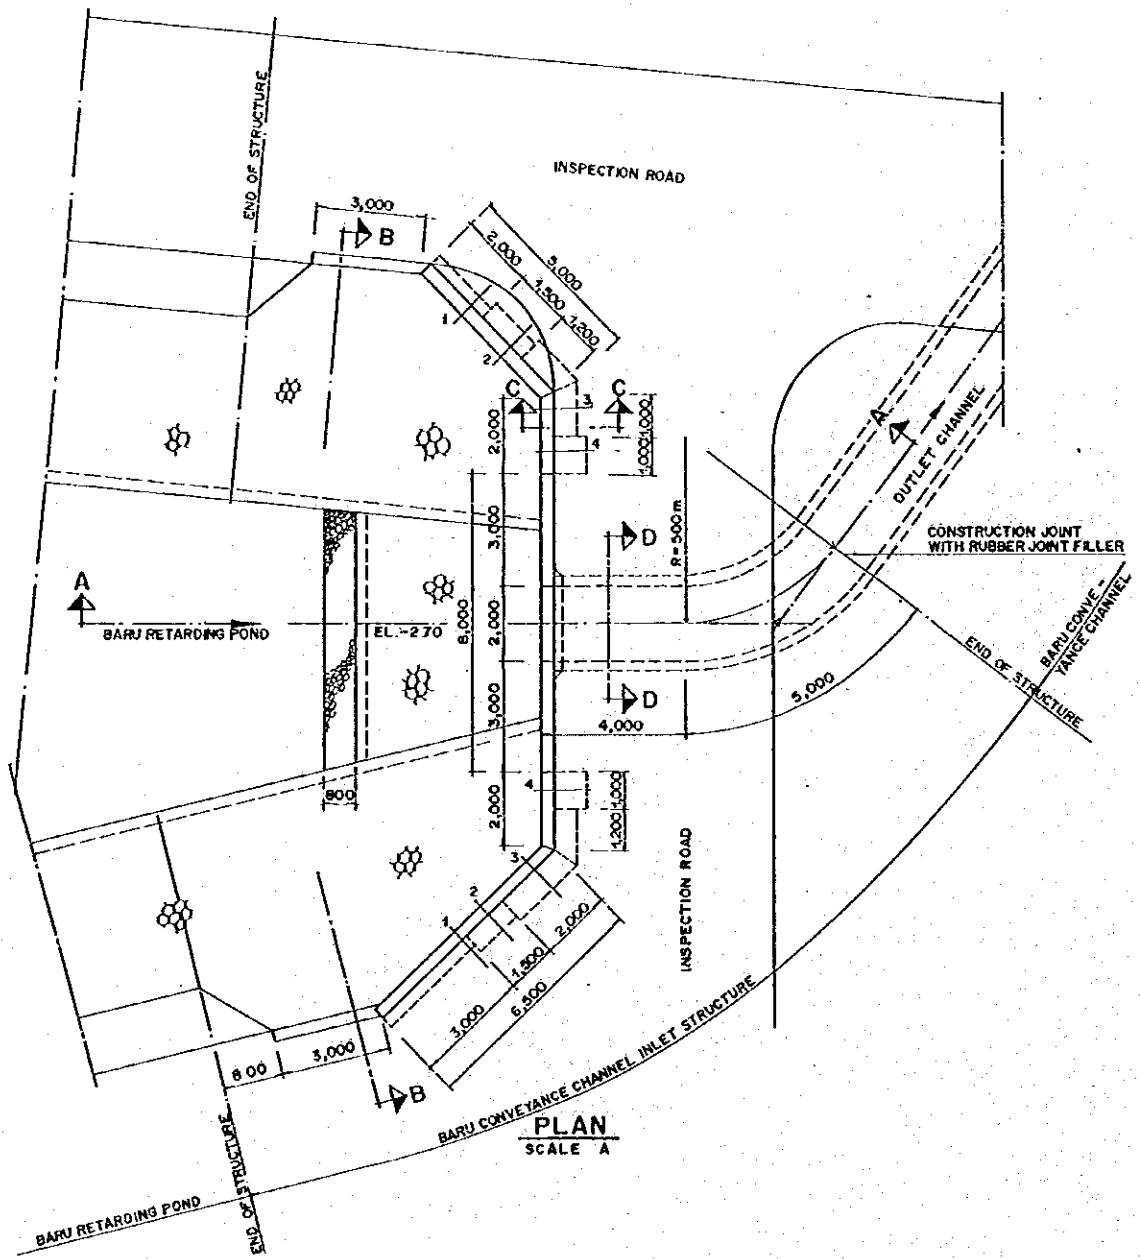 END OF STRUCTURE
INSPECTION ROAD
3,000
B
2,000
5,000
1,500
1,200
1
2
C
C
3
4
2,000
1,000
1,000
A
OUTLET CHANNEL
R=500m
3,000
D
CONSTRUCTION JOINT
WITH RUBBER JOINT FILLER
A
BARU RETARDING POND
EL.-2.70
8,000
2,000
BARU CONVE -
YANCE CHANNEL
END OF STRUCTURE
5,000
D
3,000
4,000
800
4
2,000
1,000
1,200
3
2
1
INSPECTION ROAD
2,000
1,500
3,000
6,500
800
3,000
B
BARU CONVEYANCE CHANNEL INLET STRUCTURE
PLAN
SCALE A
END OF STRUCTURE
BARU RETARDING POND